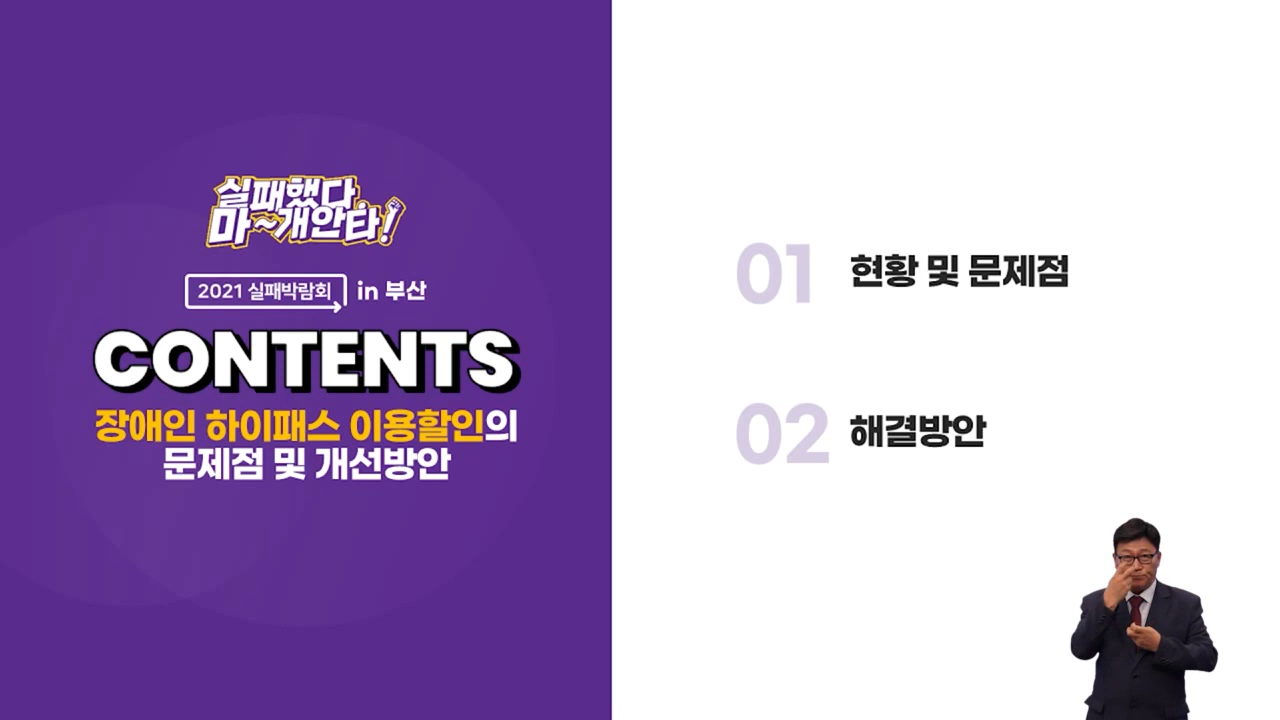 실패했다.
마~개안타!
2021 실패박람회 in 부산
CONTENTS
장애인 하이패스 이용할인의
문제점 및 개선방안
01 현황 및 문제점
02 해결방안